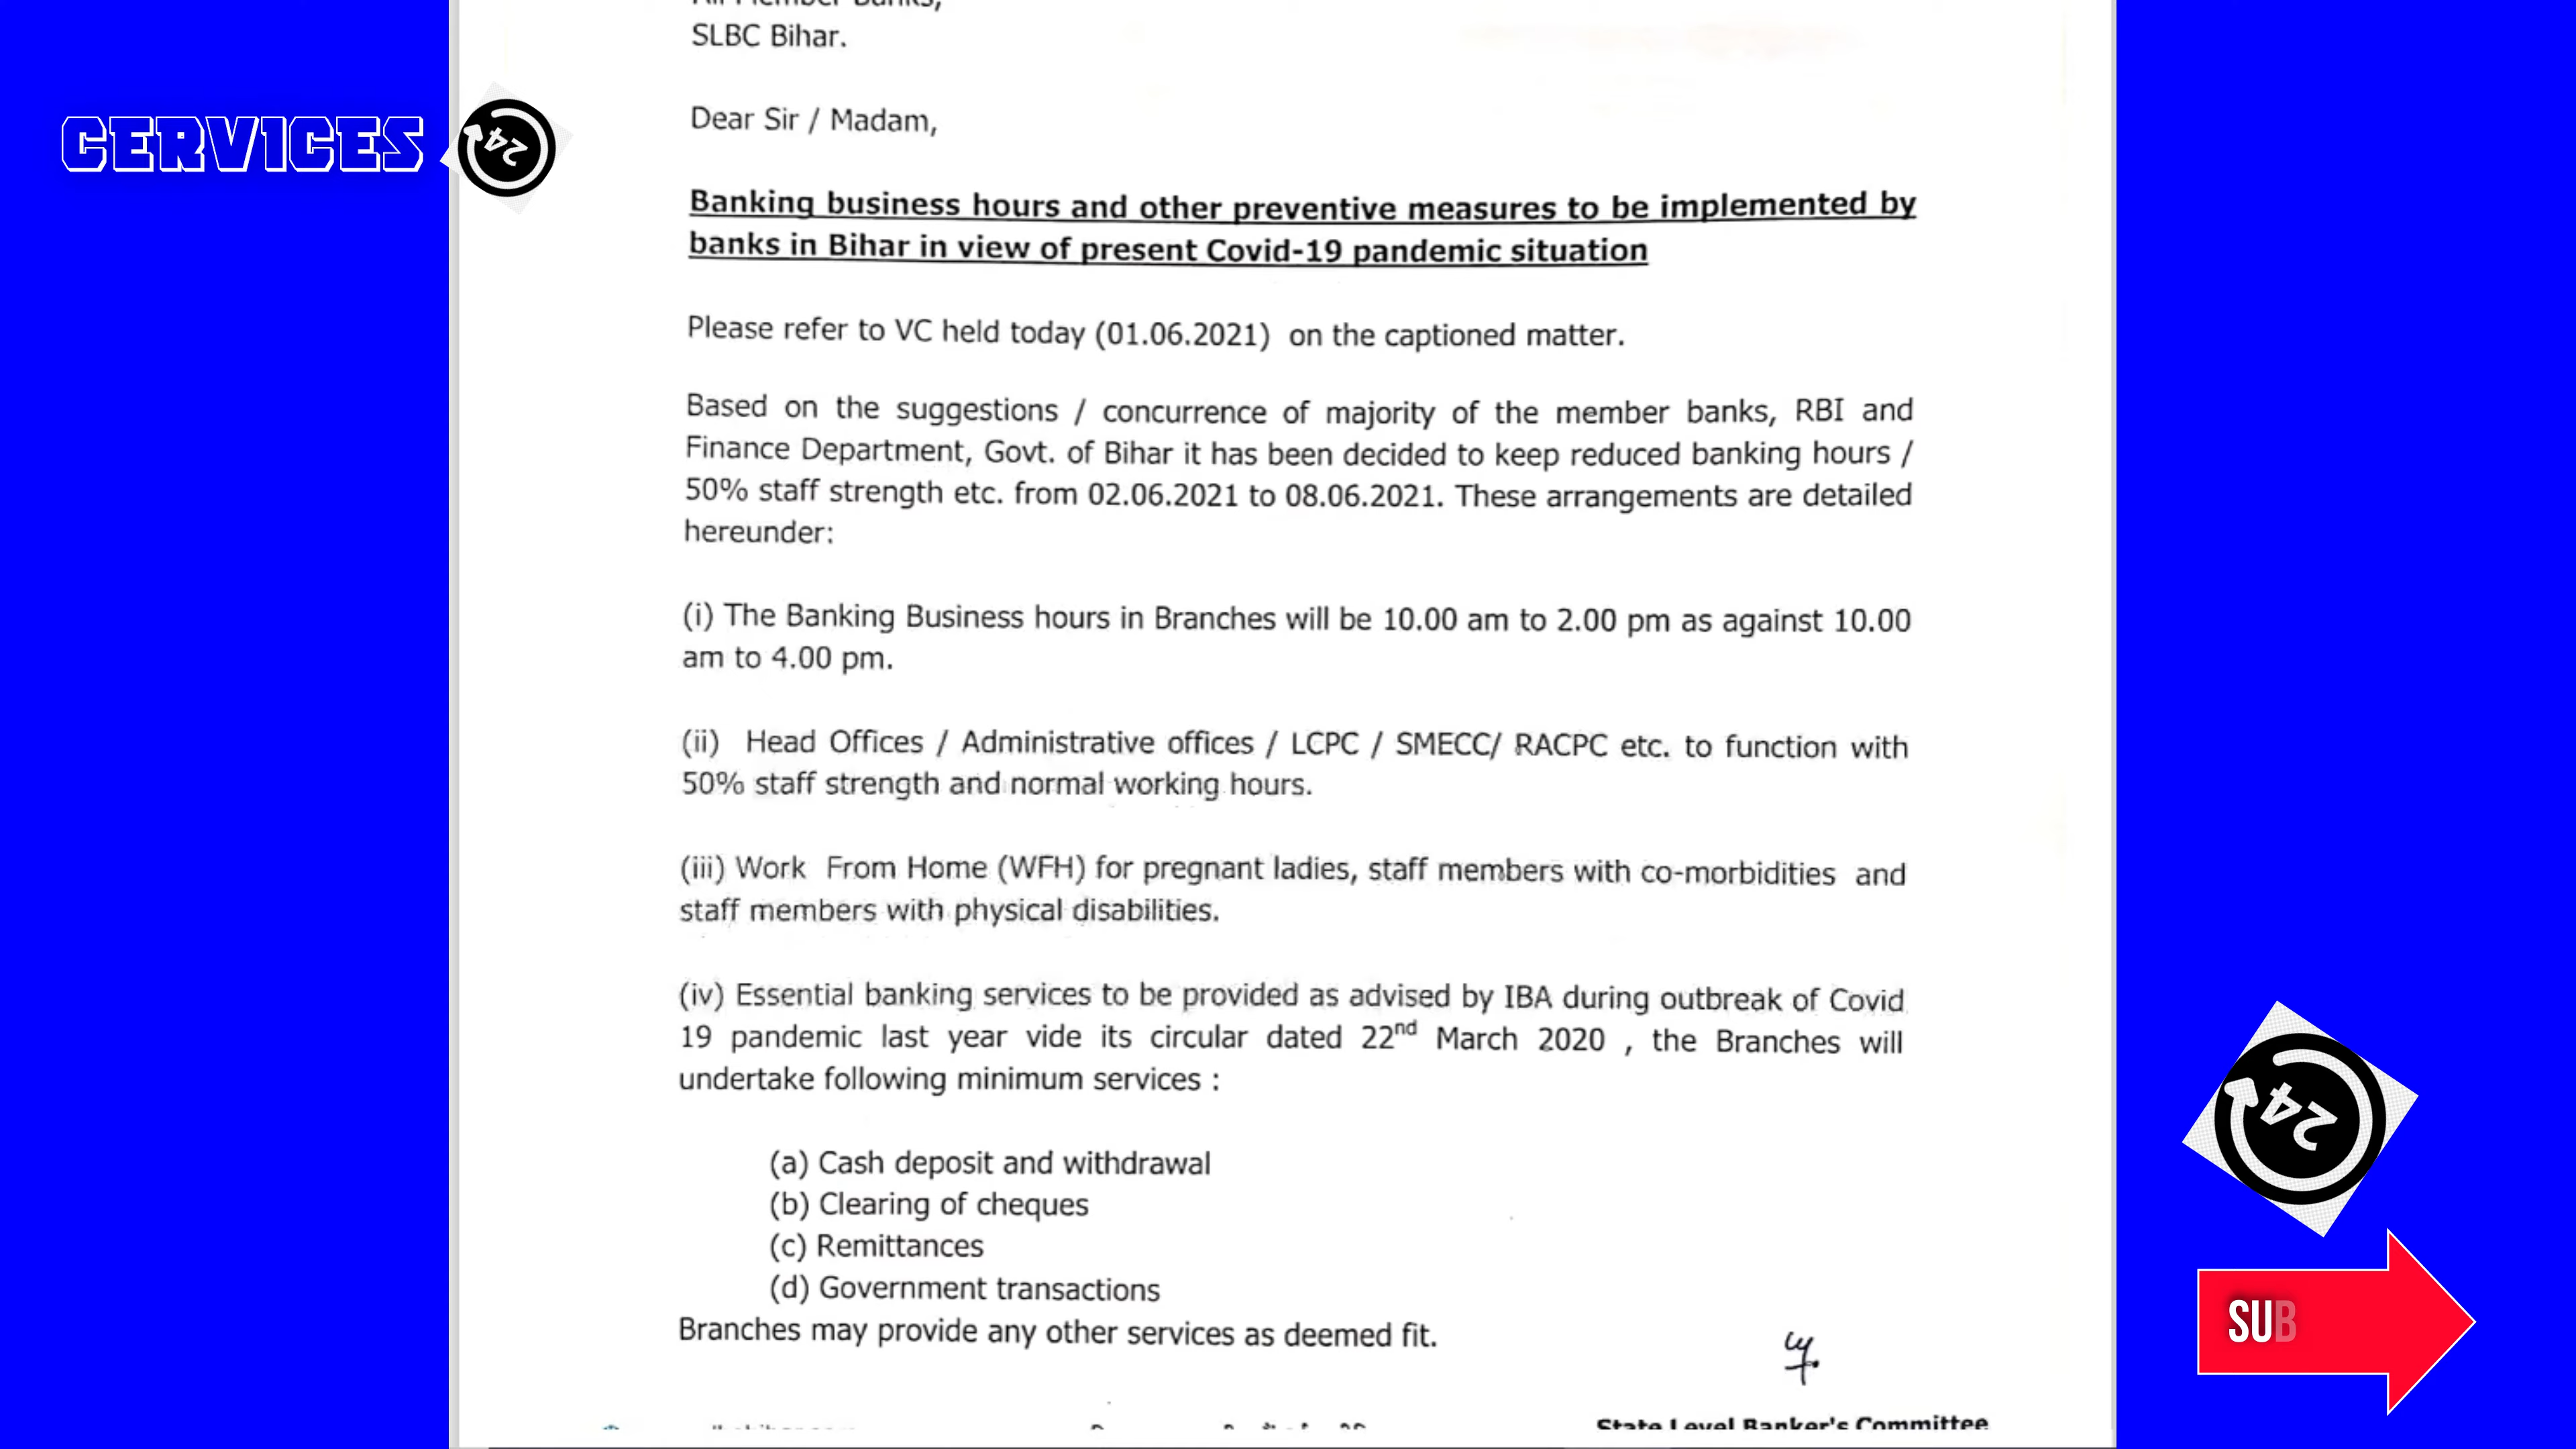 SLBC Bihar.
CERVICES
24
Dear Sir / Madam,
Banking business hours and other preventive measures to be implemented by
banks in Bihar in view of present Covid-19 pandemic situation
Please refer to VC held today (01.06.2021) on the captioned matter.
Based on the suggestions / concurrence of majority of the member banks, RBI and
Finance Department, Govt. of Bihar it has been decided to keep reduced banking hours /
50% staff strength etc. from 02.06.2021 to 08.06.2021. These arrangements are detailed
hereunder:
(i) The Banking Business hours in Branches will be 10.00 am to 2.00 pm as against 10.00
am to 4.00 pm.
(ii) Head Offices / Administrative offices / LCPC / SMECC/ RACPC etc. to function with
50% staff strength and normal working hours.
(iii) Work From Home (WFH) for pregnant ladies, staff members with co-morbidities and
staff members with physical disabilities.
(iv) Essential banking services to be provided as advised by IBA during outbreak of Covid
19 pandemic last year vide its circular dated 22nd March 2020 , the Branches will
undertake following minimum services :
(a) Cash deposit and withdrawal
(b) Clearing of cheques
(c) Remittances
(d) Government transactions
Branches may provide any other services as deemed fit.
24
SUB
State Level Banker's Committee